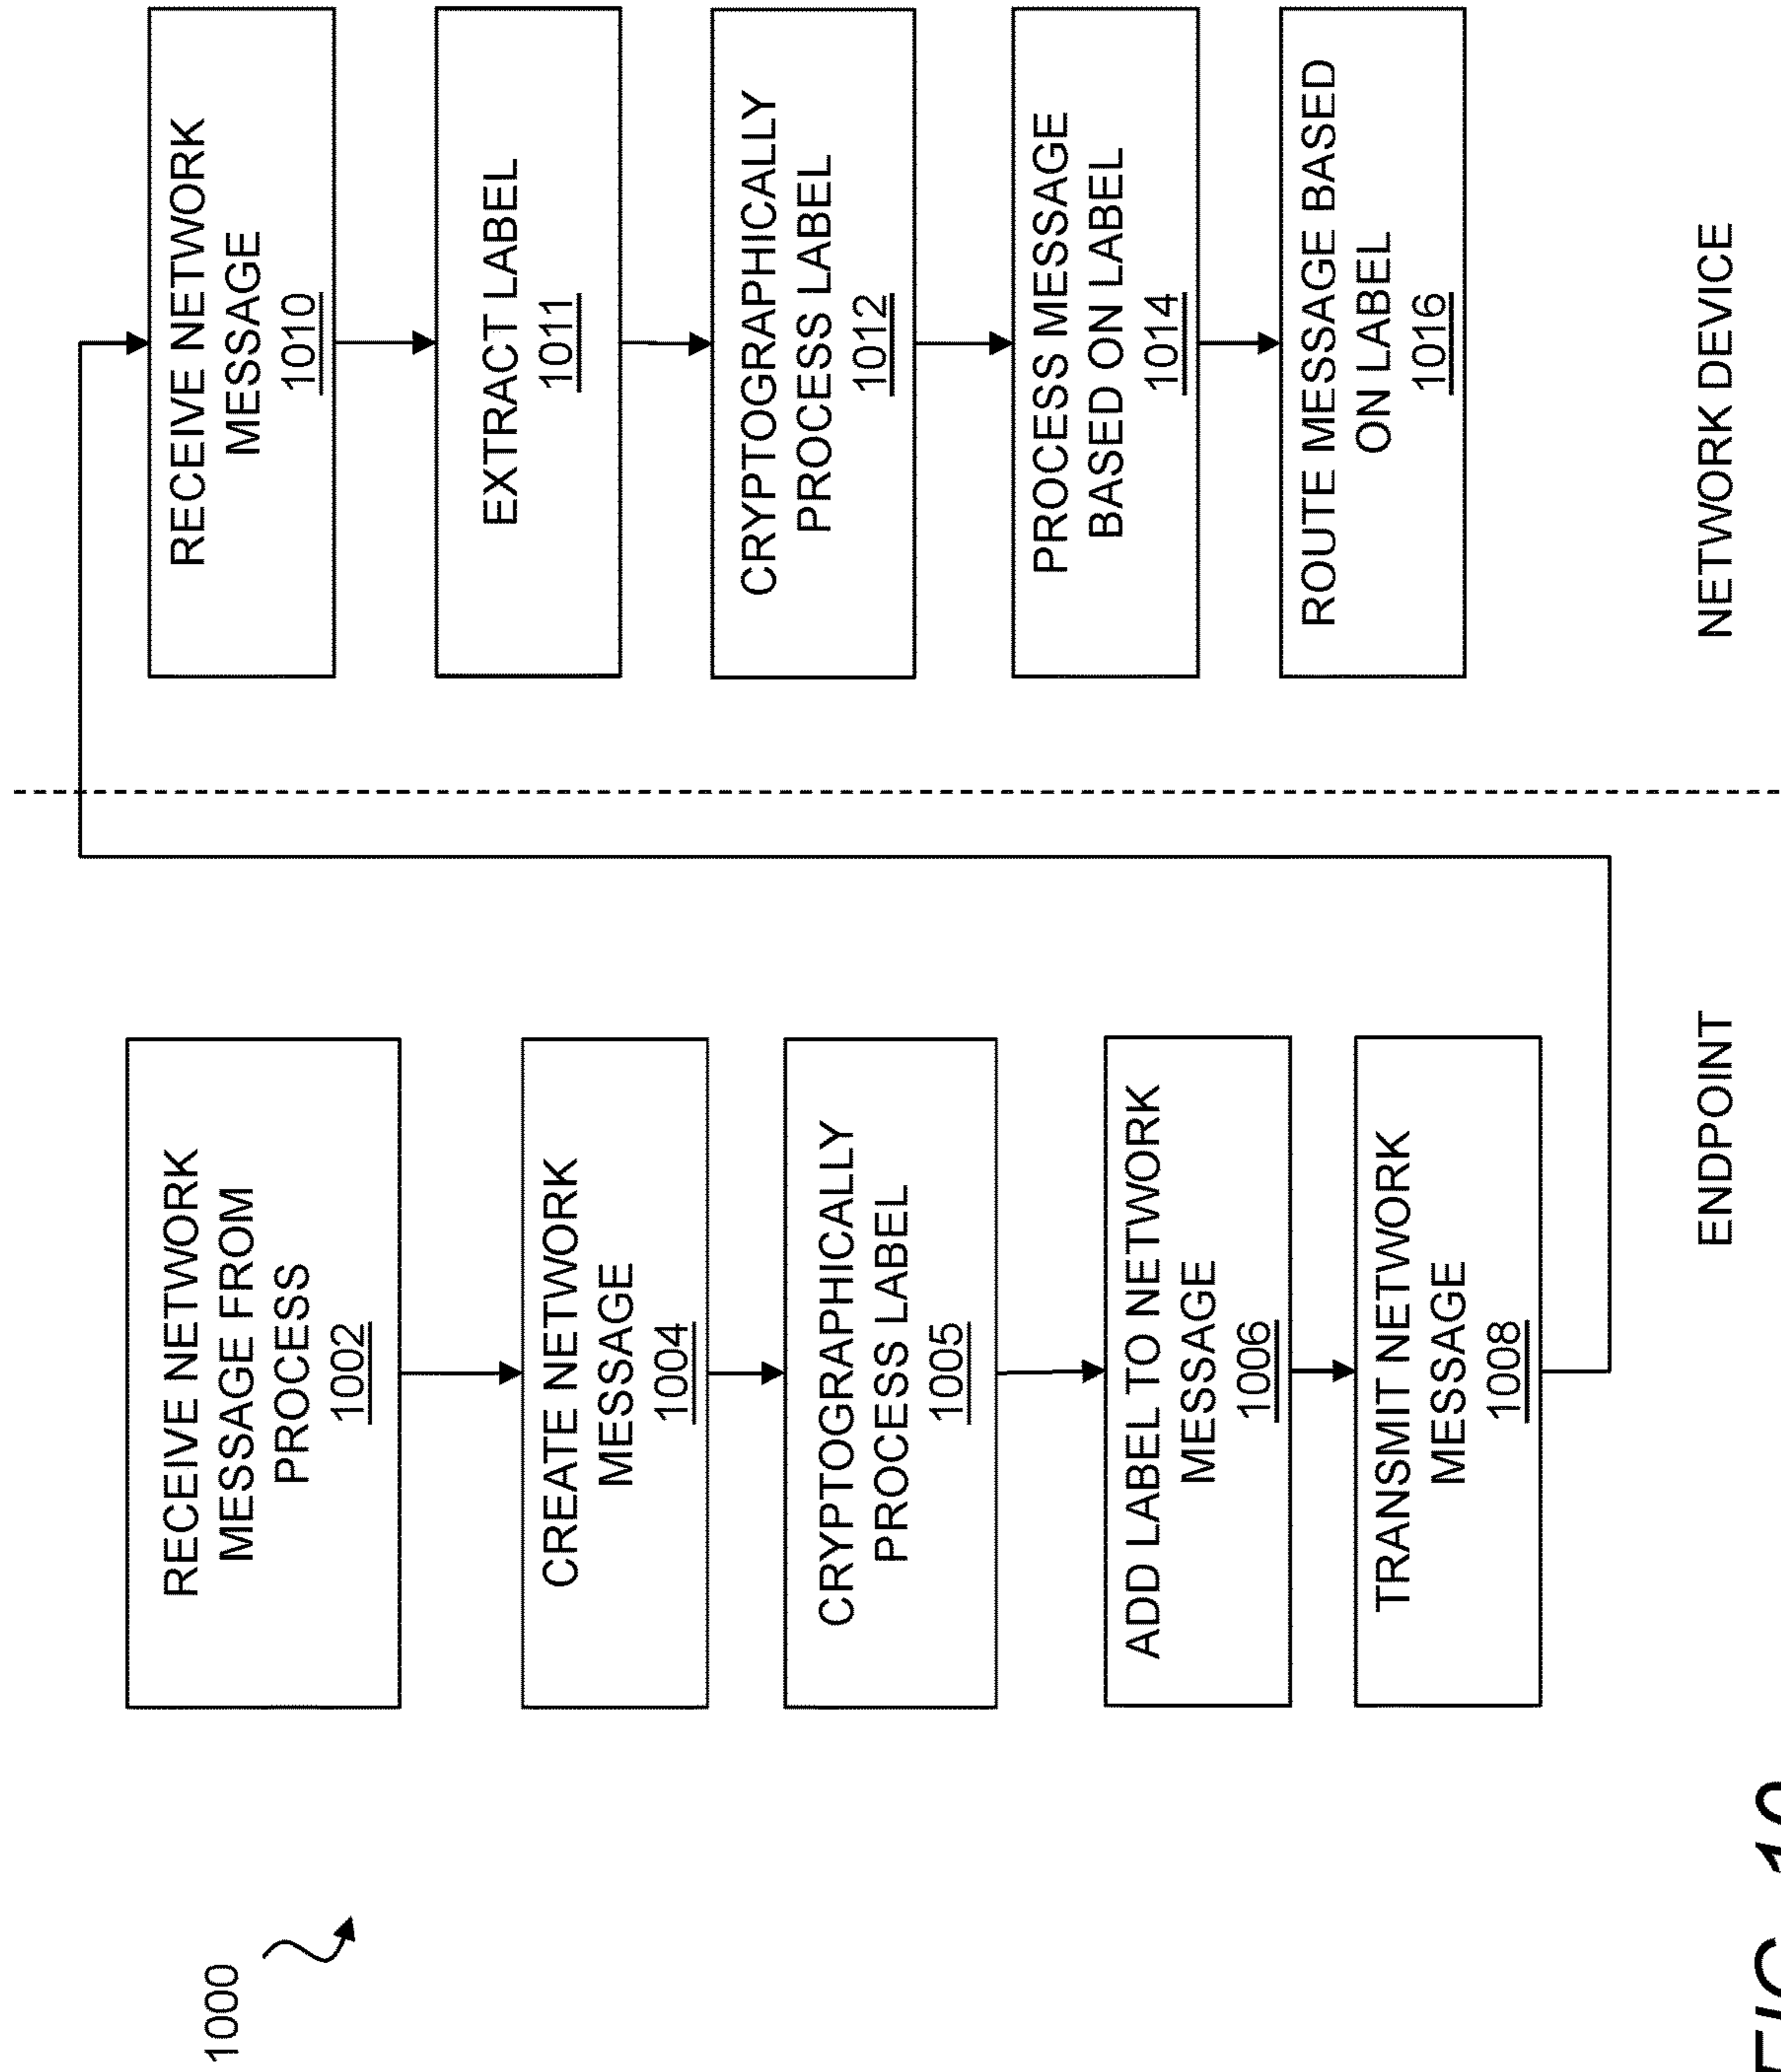 1000
RECEIVE NETWORK
MESSAGE FROM
PROCESS
1002
CREATE NETWORK
MESSAGE
1004
CRYPTOGRAPHICALLY
PROCESS LABEL
1005
ADD LABEL TO NETWORK
MESSAGE
1006
TRANSMIT NETWORK
MESSAGE
1008
ENDPOINT
RECEIVE NETWORK
MESSAGE
1010
EXTRACT LABEL
1011
CRYPTOGRAPHICALLY
PROCESS LABEL
1012
PROCESS MESSAGE
BASED ON LABEL
1014
ROUTE MESSAGE BASED
ON LABEL
1016
NETWORK DEVICE
FIG. 10